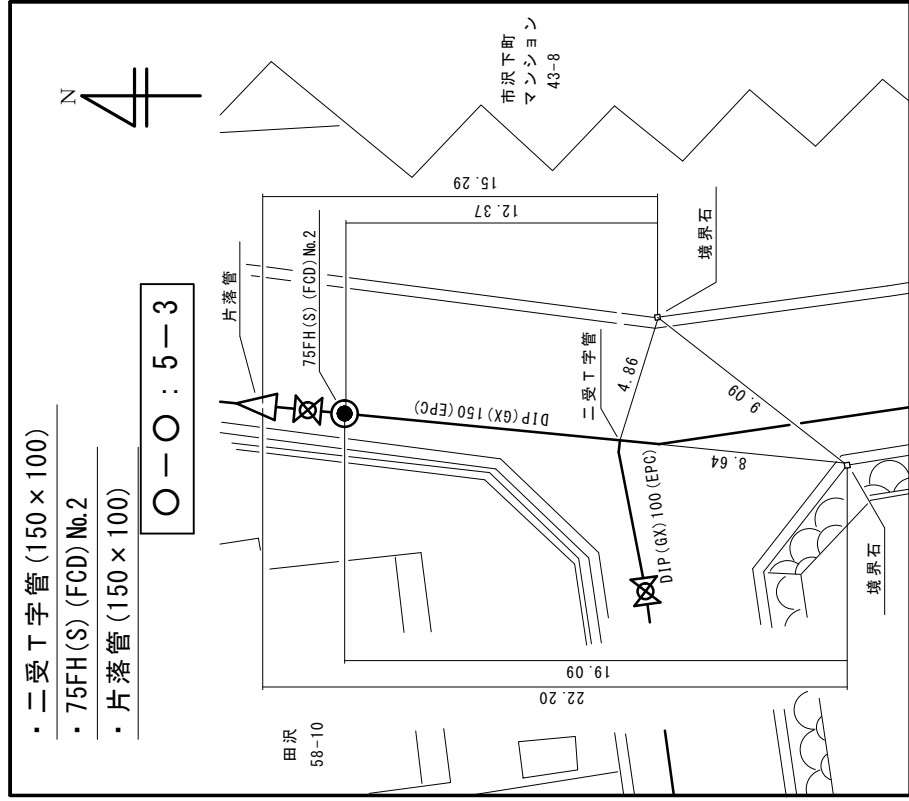 ・二受T字管(150×100)
・75FH(S)(FCD)No.2
・片落管(150×100)
○-○:5-3
N
市沢下町
マンション
43-8
片落管
75FH(S)(FCD)No.2
15.29
12.37
境界石
二受T字管
4.86
DIP(GX)150(EPC)
9.09
8.64
DIP(GX)100(EPC)
境界石
19.09
22.20
田沢
58-10